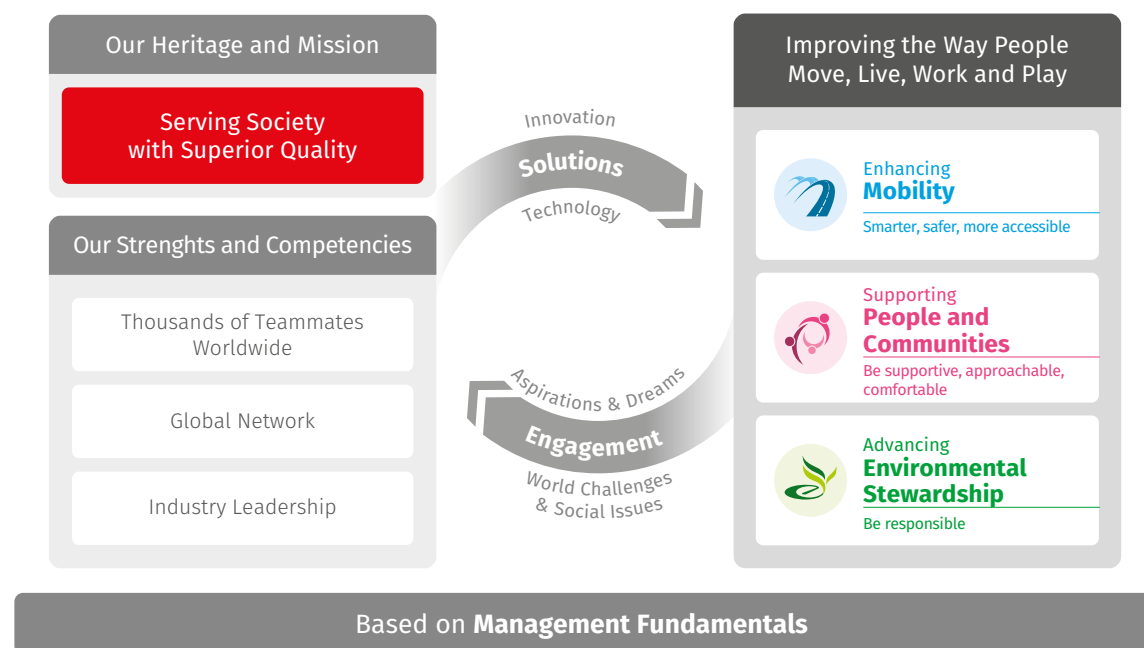 Our Heritage and Mission
Serving Society
with Superior Quality
Our Strenghts and Competencies
Thousands of Teammates
Worldwide
Global Network
Industry Leadership
Innovation
Solutions
Technology
Aspirations & Dreams
Engagement
World Challenges
& Social Issues
Improving the Way People
Move, Live, Work and Play
Enhancing
Mobility
Smarter, safer, more accessible
Supporting
People and
Communities
Be supportive, approachable,
comfortable
Advancing
Environmental
Stewardship
Be responsible
Based on Management Fundamentals